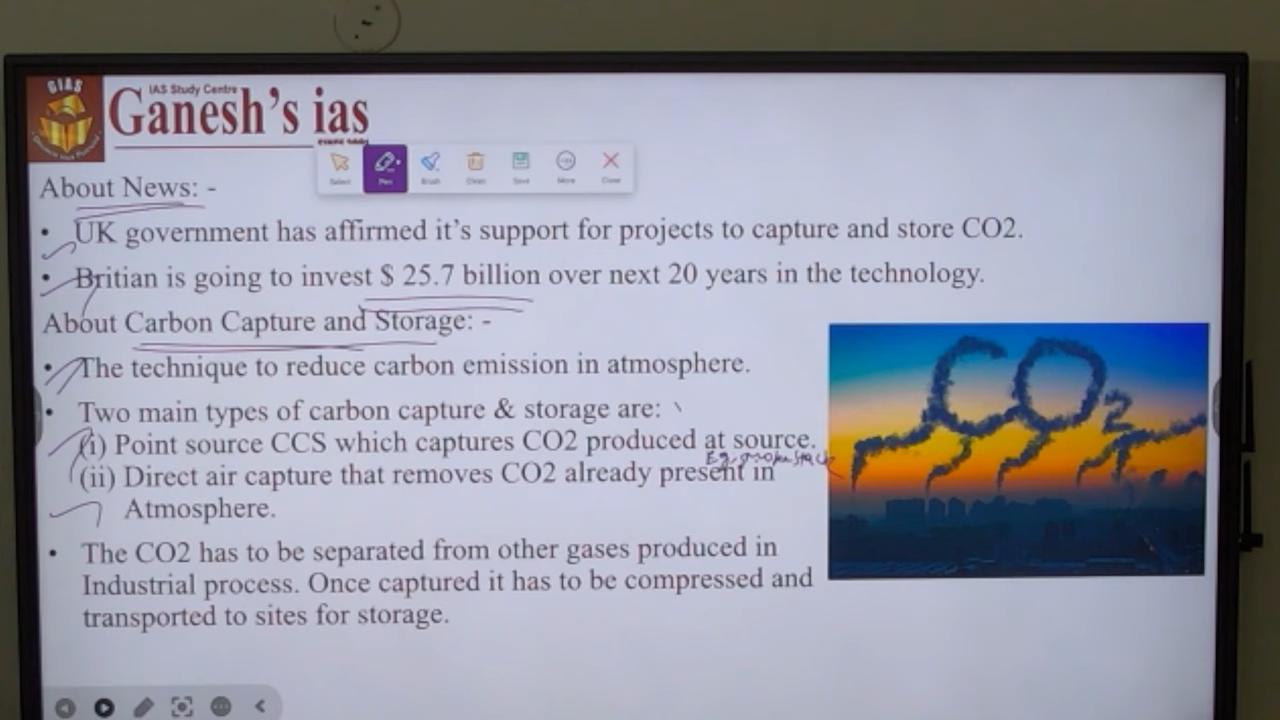 GIAS
IAS Study Centre
Ganesh's ias
Select Pen Brush Clean Save More Close
About News: -
• UK government has affirmed it's support for projects to capture and store CO2.
• Britian is going to invest $ 25.7 billion over next 20 years in the technology.
About Carbon Capture and Storage: -
• The technique to reduce carbon emission in atmosphere.
• Two main types of carbon capture & storage are:
(i) Point source CCS which captures CO2 produced at source.
Eg. smokestack
(ii) Direct air capture that removes CO2 already present in
Atmosphere.
• The CO2 has to be separated from other gases produced in
Industrial process. Once captured it has to be compressed and
transported to sites for storage.
CO2